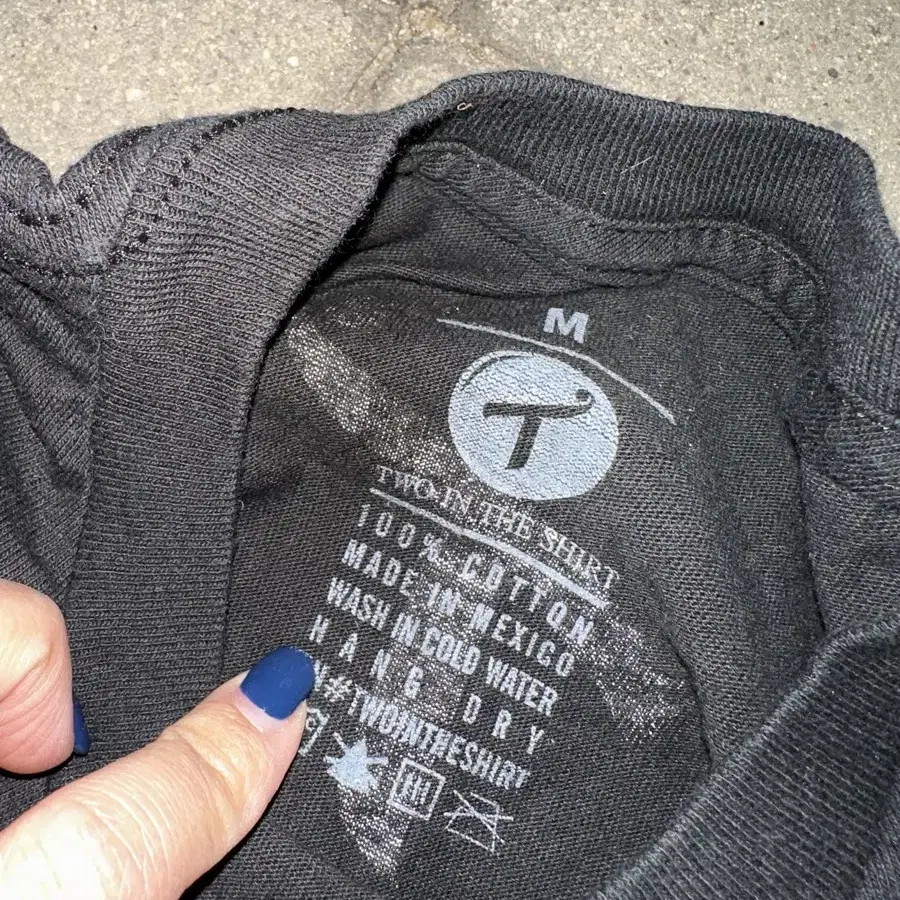 M
T
TWO IN THE SHIRT
100% COTTON
MADE IN MEXICO
WASH IN COLD WATER
HANG DRY
#TWOINTHESHIRT